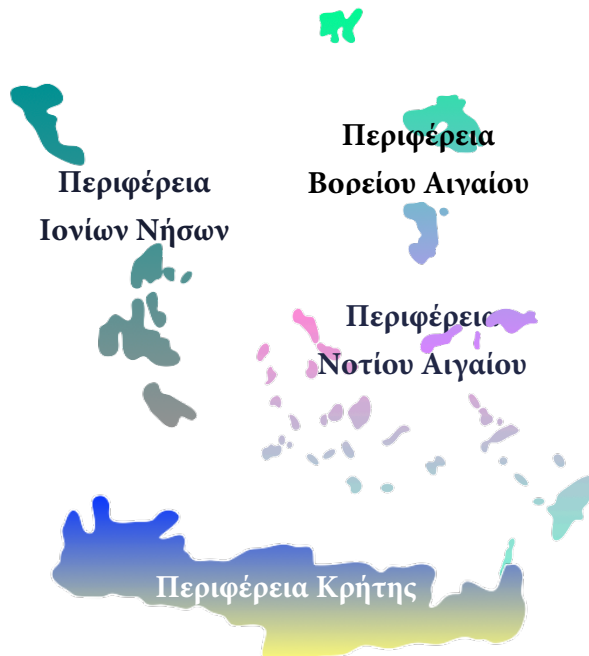 Περιφέρεια
Βορείου Αιγαίου
Περιφέρεια
Ιονίων Νήσων
Περιφέρεια
Νοτίου Αιγαίου
Περιφέρεια Κρήτης